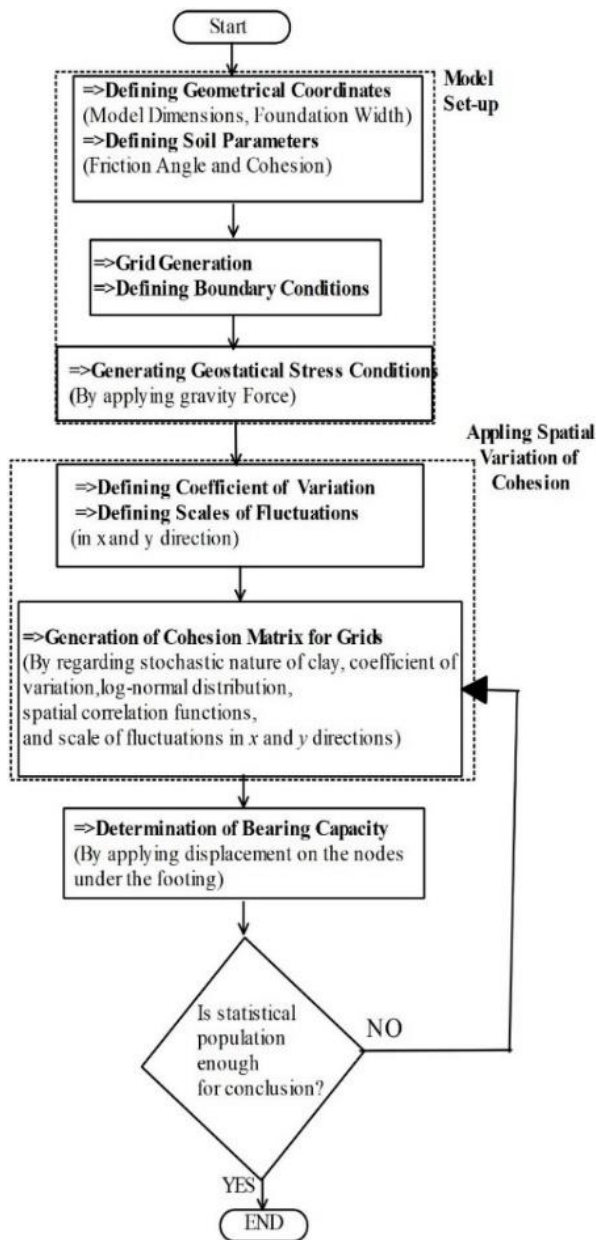 Start
=>Defining Geometrical Coordinates
(Model Dimensions, Foundation Width)
=>Defining Soil Parameters
(Friction Angle and Cohesion)
Model
Set-up
=>Grid Generation
=>Defining Boundary Conditions
=>Generating Geostatical Stress Conditions
(By applying gravity Force)
Appling Spatial
Variation of
Cohesion
=>Defining Coefficient of Variation
=>Defining Scales of Fluctuations
(in x and y direction)
=>Generation of Cohesion Matrix for Grids
(By regarding stochastic nature of clay, coefficient of
variation,log-normal distribution,
spatial correlation functions,
and scale of fluctuations in x and y directions)
=>Determination of Bearing Capacity
(By applying displacement on the nodes
under the footing)
Is statistical
population
enough
for conclusion?
NO
YES
END